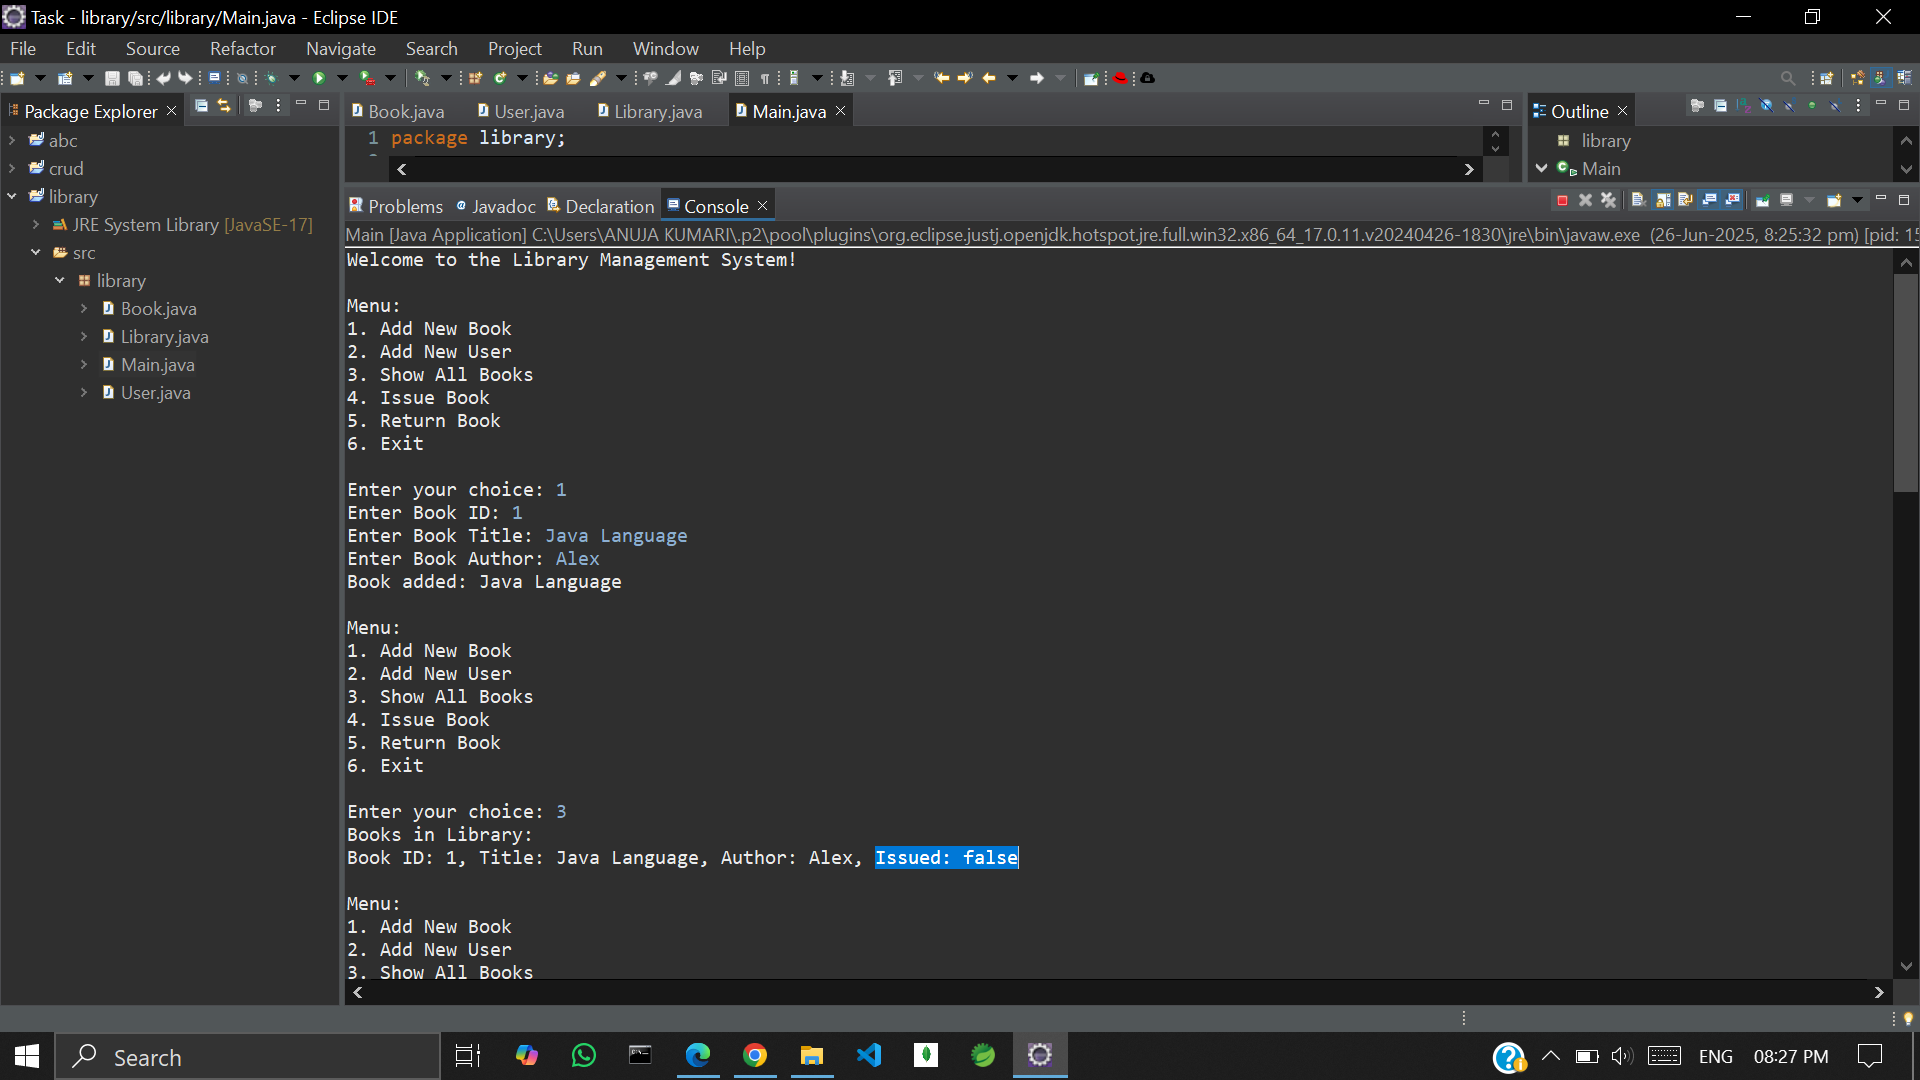 Task - library/src/library/Main.java - Eclipse IDE
File Edit Source Refactor Navigate Search Project Run Window Help
Package Explorer
abc
crud
library
JRE System Library [JavaSE-17]
src
library
Book.java
Library.java
Main.java
User.java
Book.java User.java Library.java Main.java
1 package library;
Outline
library
Main
Problems Javadoc Declaration Console
Main [Java Application] C:\Users\ANUJA KUMARI\.p2\pool\plugins\org.eclipse.justj.openjdk.hotspot.jre.full.win32.x86_64_17.0.11.v20240426-1830\jre\bin\javaw.exe (26-Jun-2025, 8:25:32 pm) [pid: 15
Welcome to the Library Management System!
Menu:
1. Add New Book
2. Add New User
3. Show All Books
4. Issue Book
5. Return Book
6. Exit
Enter your choice: 1
Enter Book ID: 1
Enter Book Title: Java Language
Enter Book Author: Alex
Book added: Java Language
Menu:
1. Add New Book
2. Add New User
3. Show All Books
4. Issue Book
5. Return Book
6. Exit
Enter your choice: 3
Books in Library:
Book ID: 1, Title: Java Language, Author: Alex, Issued: false
Menu:
1. Add New Book
2. Add New User
3. Show All Books
Search
ENG 08:27 PM